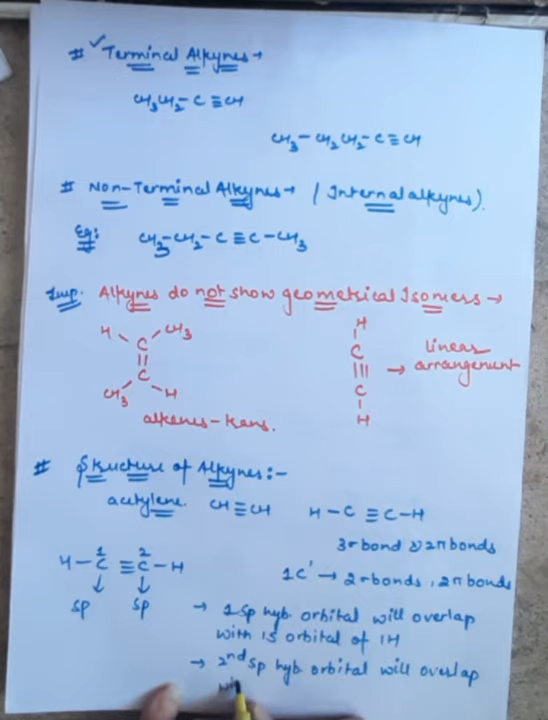 # ✓Terminal Alkynes →
CH3CH2-C≡CH
CH3-CH2CH2-C≡CH
# Non-Terminal Alkynes → (Internal alkynes).
Eg: CH3-CH2-C≡C-CH3
Imp. Alkynes do not show geometrical Isomers →
H CH3
C
||
C
CH3 H
alkenes-trans.
H
C
|||
C
H
→ linear
arrangement
# Structure of Alkynes:-
acetylene. CH≡CH H-C≡C-H
3σ bond & 2π bonds
1C' → 2σ bonds, 2π bonds
1 2
H-C≡C-H
↓ ↓
sp sp
→ 1 sp hyb. orbital will overlap
with 1S orbital of 1H
→ 2nd sp hyb. orbital will overlap